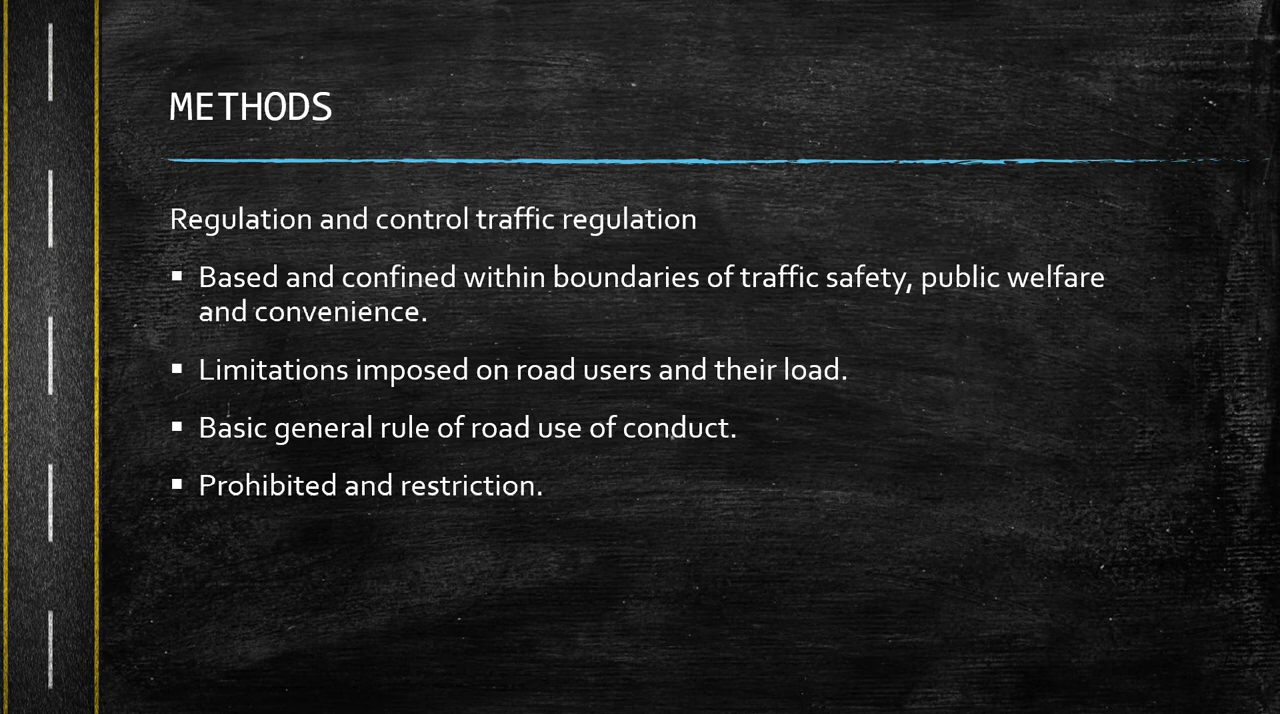 METHODS
Regulation and control traffic regulation
▪ Based and confined within boundaries of traffic safety, public welfare
and convenience.
▪ Limitations imposed on road users and their load.
▪ Basic general rule of road use of conduct.
▪ Prohibited and restriction.